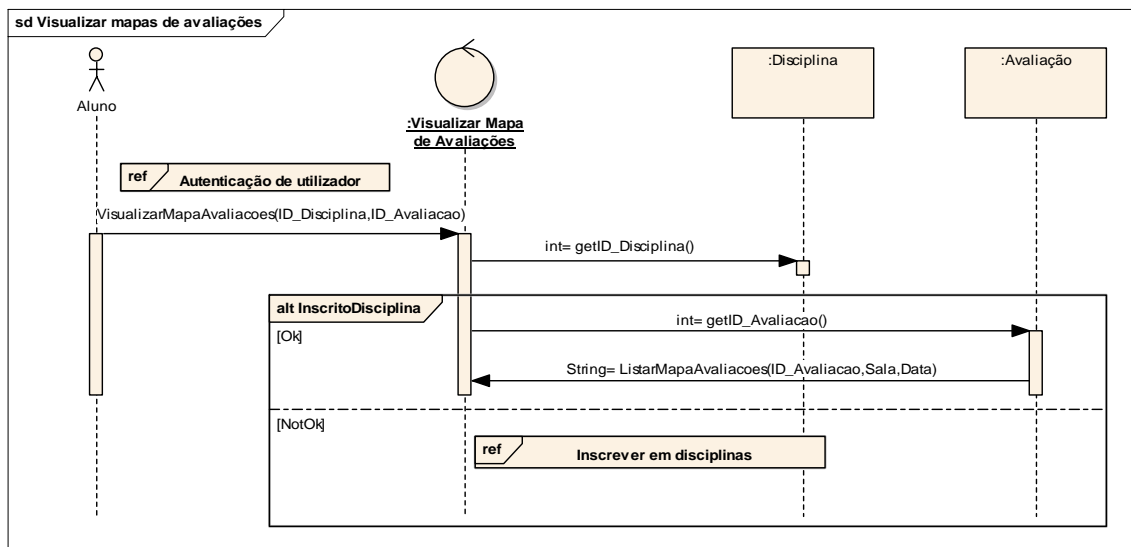 sd Visualizar mapas de avaliações
Aluno
:Visualizar Mapa
de Avaliações
:Disciplina
:Avaliação
ref
Autenticação de utilizador
VisualizarMapaAvaliacoes(ID_Disciplina,ID_Avaliacao)
int= getID_Disciplina()
alt InscritoDisciplina
[Ok]
int= getID_Avaliacao()
String= ListarMapaAvaliacoes(ID_Avaliacao,Sala,Data)
[NotOk]
ref
Inscrever em disciplinas